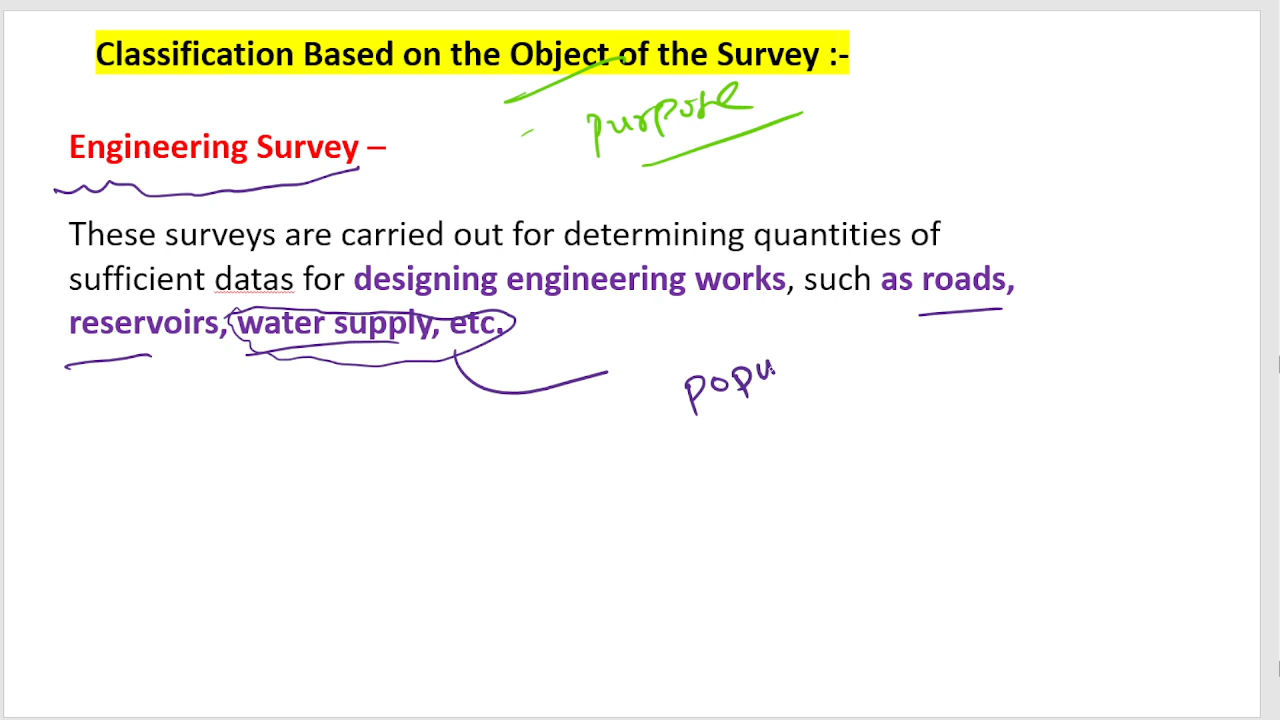 Classification Based on the Object of the Survey :-
purpose
Engineering Survey –
These surveys are carried out for determining quantities of
sufficient datas for designing engineering works, such as roads,
reservoirs, water supply, etc.
popu